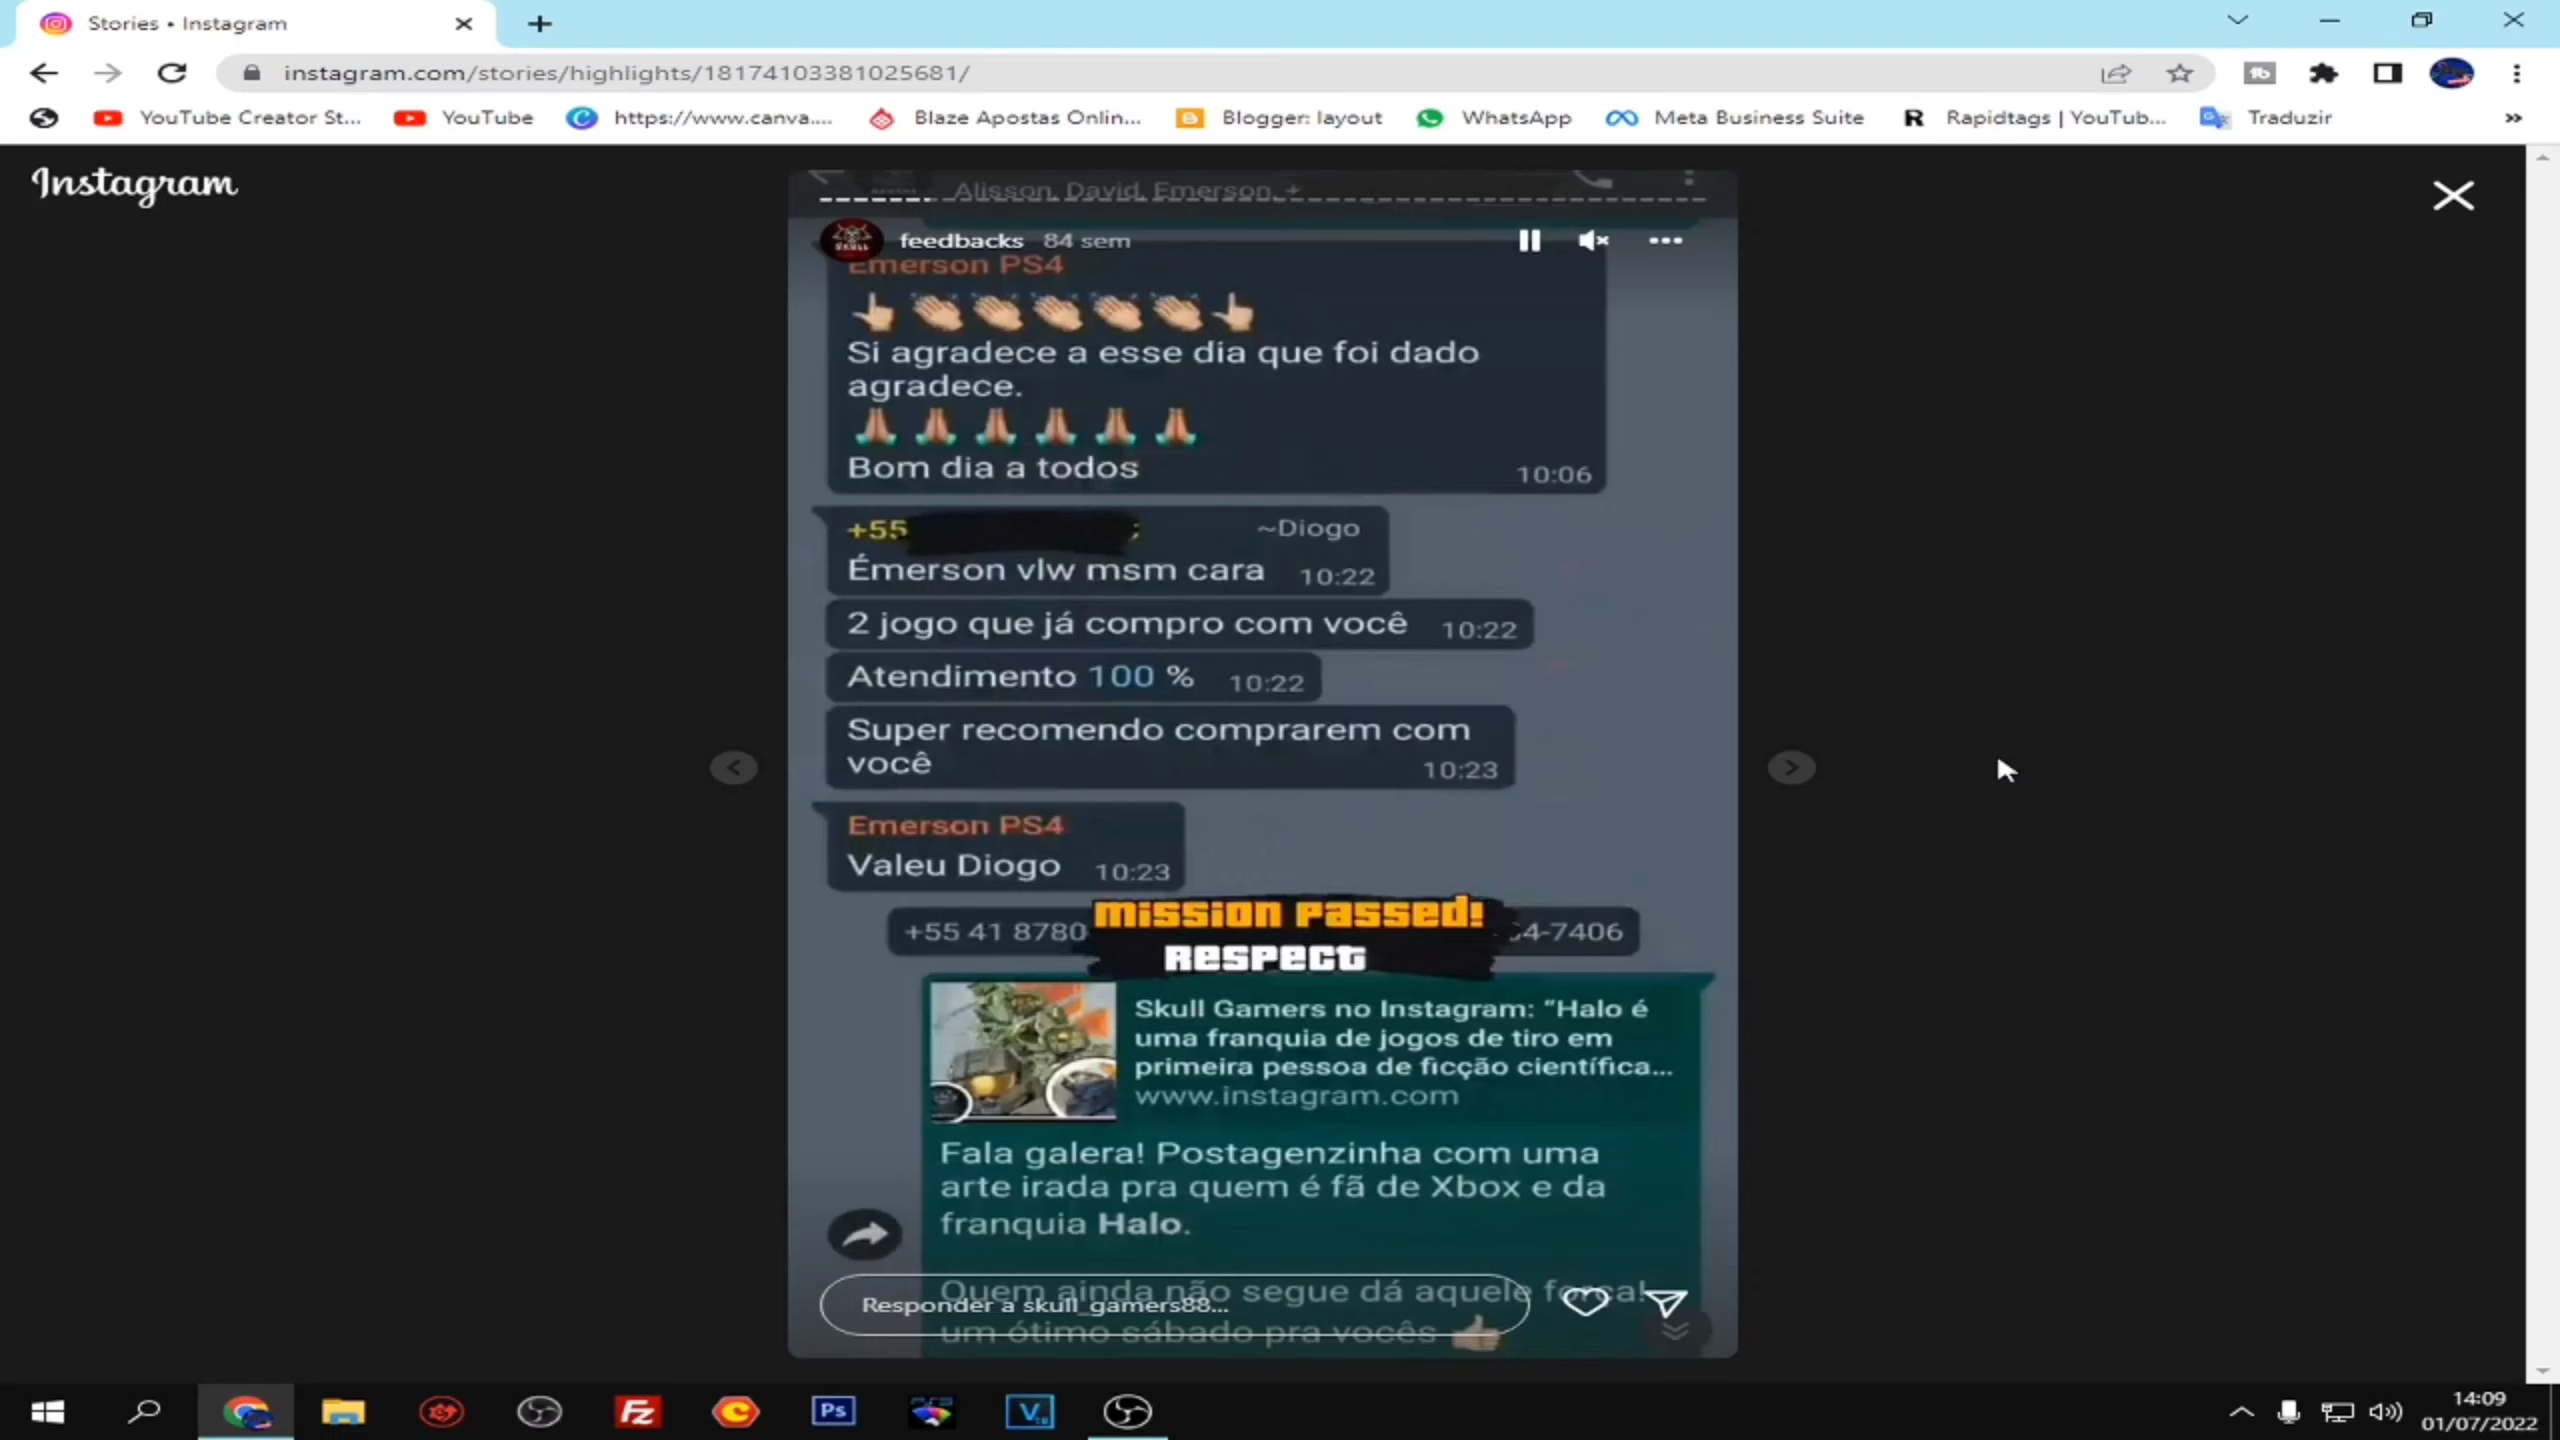 Stories • Instagram
instagram.com/stories/highlights/18174103381025681/
YouTube Creator St...
YouTube
https://www.canva....
Blaze Apostas Onlin...
Blogger: layout
WhatsApp
Meta Business Suite
Rapidtags | YouTub...
Traduzir
Instagram
Alisson, David, Emerson, +
feedbacks 84 sem
Emerson PS4
Si agradece a esse dia que foi dado
agradece.
Bom dia a todos 10:06
+55 ~Diogo
Émerson vlw msm cara 10:22
2 jogo que já compro com você 10:22
Atendimento 100 % 10:22
Super recomendo comprarem com
você 10:23
Emerson PS4
Valeu Diogo 10:23
+55 41 8780 mission passed! 4-7406
RESPECT
Skull Gamers no Instagram: “Halo é
uma franquia de jogos de tiro em
primeira pessoa de ficção científica...
www.instagram.com
Fala galera! Postagenzinha com uma
arte irada pra quem é fã de Xbox e da
franquia Halo.
Quem ainda não segue dá aquele força!
Responder a skull_gamers88...
um ótimo sábado pra vocês
14:09
01/07/2022